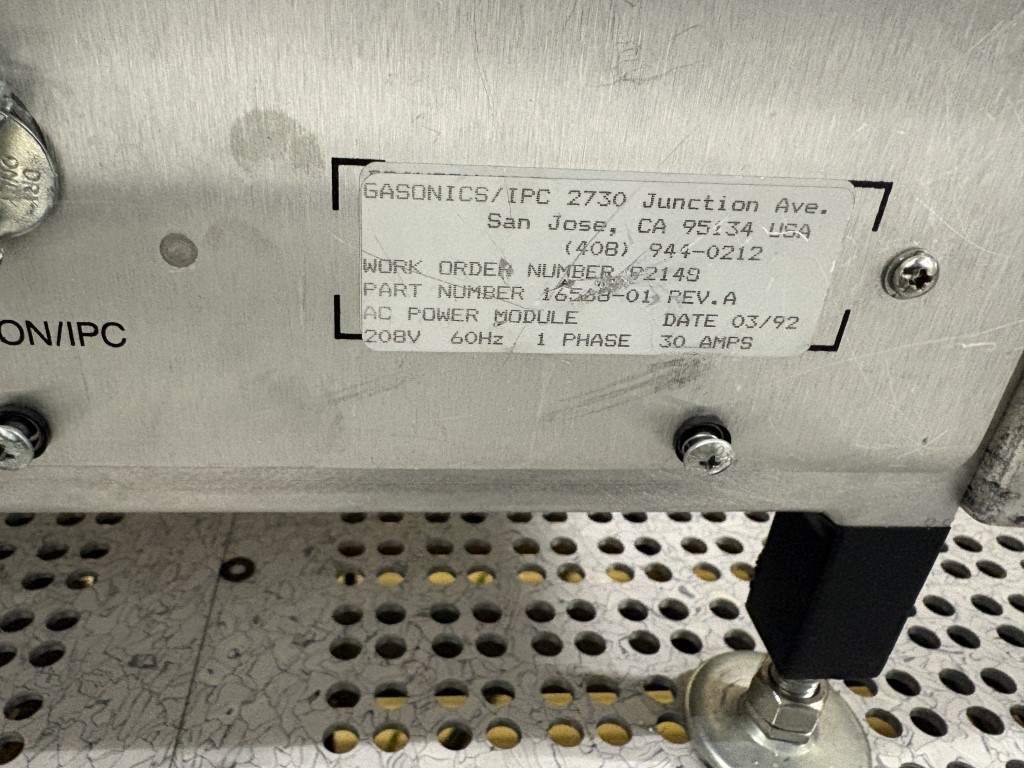 GASONICS/IPC 2730 Junction Ave.
San Jose, CA 95134 USA
(408) 944-0212
WORK ORDER NUMBER 92148
PART NUMBER REV.A
AC POWER MODULE DATE 03/92
208V 60Hz 1 PHASE 30 AMPS
ON/IPC